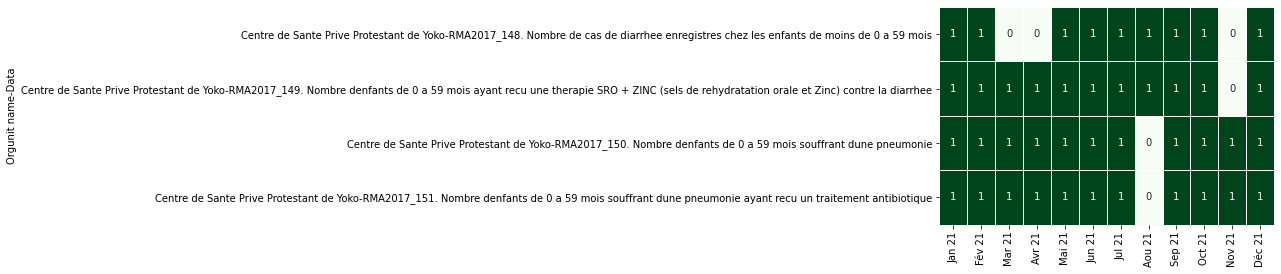 Orgunit name-Data
Centre de Sante Prive Protestant de Yoko-RMA2017_148. Nombre de cas de diarrhee enregistres chez les enfants de moins de 0 a 59 mois
1 1 0 0 1 1 1 1 1 1 0 1
Centre de Sante Prive Protestant de Yoko-RMA2017_149. Nombre denfants de 0 a 59 mois ayant recu une therapie SRO + ZINC (sels de rehydratation orale et Zinc) contre la diarrhee
1 1 1 1 1 1 1 1 1 1 0 1
Centre de Sante Prive Protestant de Yoko-RMA2017_150. Nombre denfants de 0 a 59 mois souffrant dune pneumonie
1 1 1 1 1 1 1 0 1 1 1 1
Centre de Sante Prive Protestant de Yoko-RMA2017_151. Nombre denfants de 0 a 59 mois souffrant dune pneumonie ayant recu un traitement antibiotique
1 1 1 1 1 1 1 0 1 1 1 1
Jan 21
Fév 21
Mar 21
Avr 21
Mai 21
Jun 21
Jul 21
Aou 21
Sep 21
Oct 21
Nov 21
Déc 21